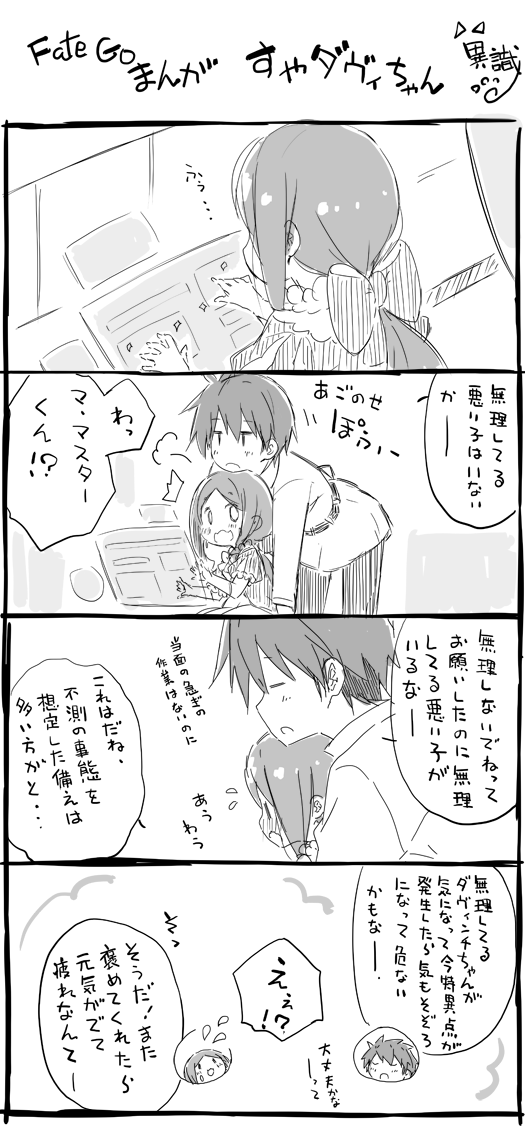 Fate Go
まんが
すやダヴィちゃん
異識
ふぅ・・・
無理してる
悪い子はいない
かー
あごのせ
ぽふぃー
わっ
マ、マスター
くん!?
無理しないでねって
お願いしたのに無理
してる悪い子が
いるなー
当面の急ぎの
作業はないのに
あぅ
わぅ
これはだね、
不測の事態を
想定した備えは
多い方がと・・・
無理してる
ダヴィンチちゃんが
気になって今特異点が
発生したら気もそぞろ
になって危ない
かもなー.
えぇ!?
大丈夫かな
ーって
そっ
そうだ!また
褒めてくれたら
元気がでて
疲れなんてー